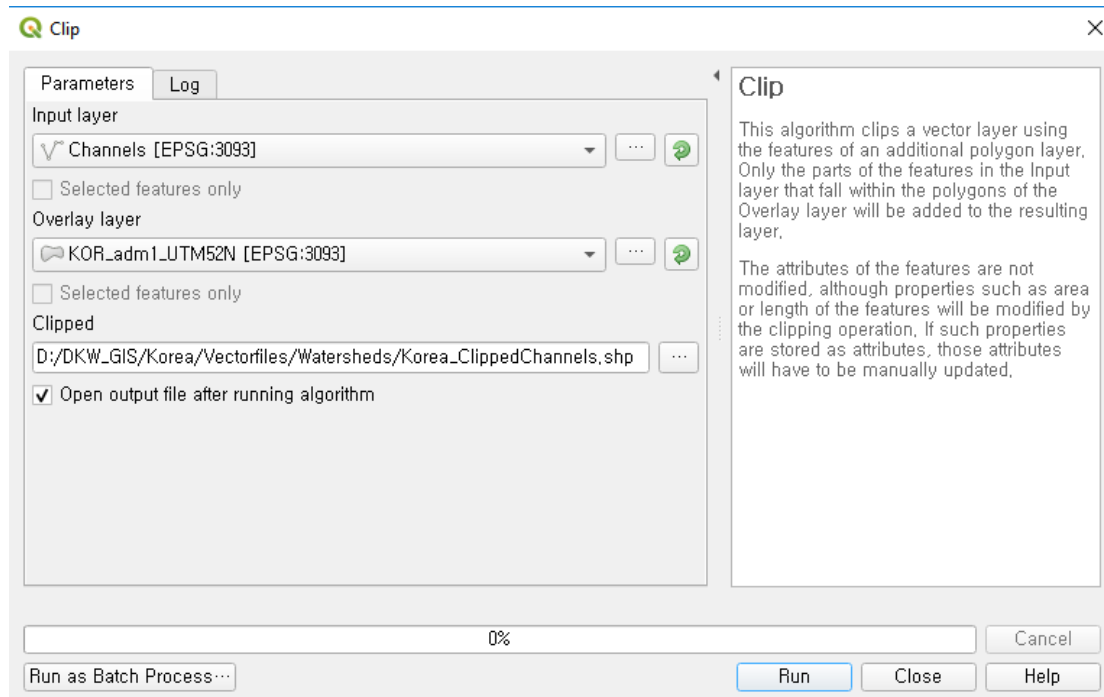 Clip
Parameters
Log
Input layer
Channels [EPSG:3093]
…
Selected features only
Overlay layer
KOR_adm1_UTM52N [EPSG:3093]
…
Selected features only
Clipped
D:/DKW_GIS/Korea/Vectorfiles/Watersheds/Korea_ClippedChannels.shp
…
Open output file after running algorithm
Clip
This algorithm clips a vector layer using
the features of an additional polygon layer.
Only the parts of the features in the Input
layer that fall within the polygons of the
Overlay layer will be added to the resulting
layer.
The attributes of the features are not
modified, although properties such as area
or length of the features will be modified by
the clipping operation. If such properties
are stored as attributes, those attributes
will have to be manually updated.
0%
Cancel
Run as Batch Process…
Run
Close
Help